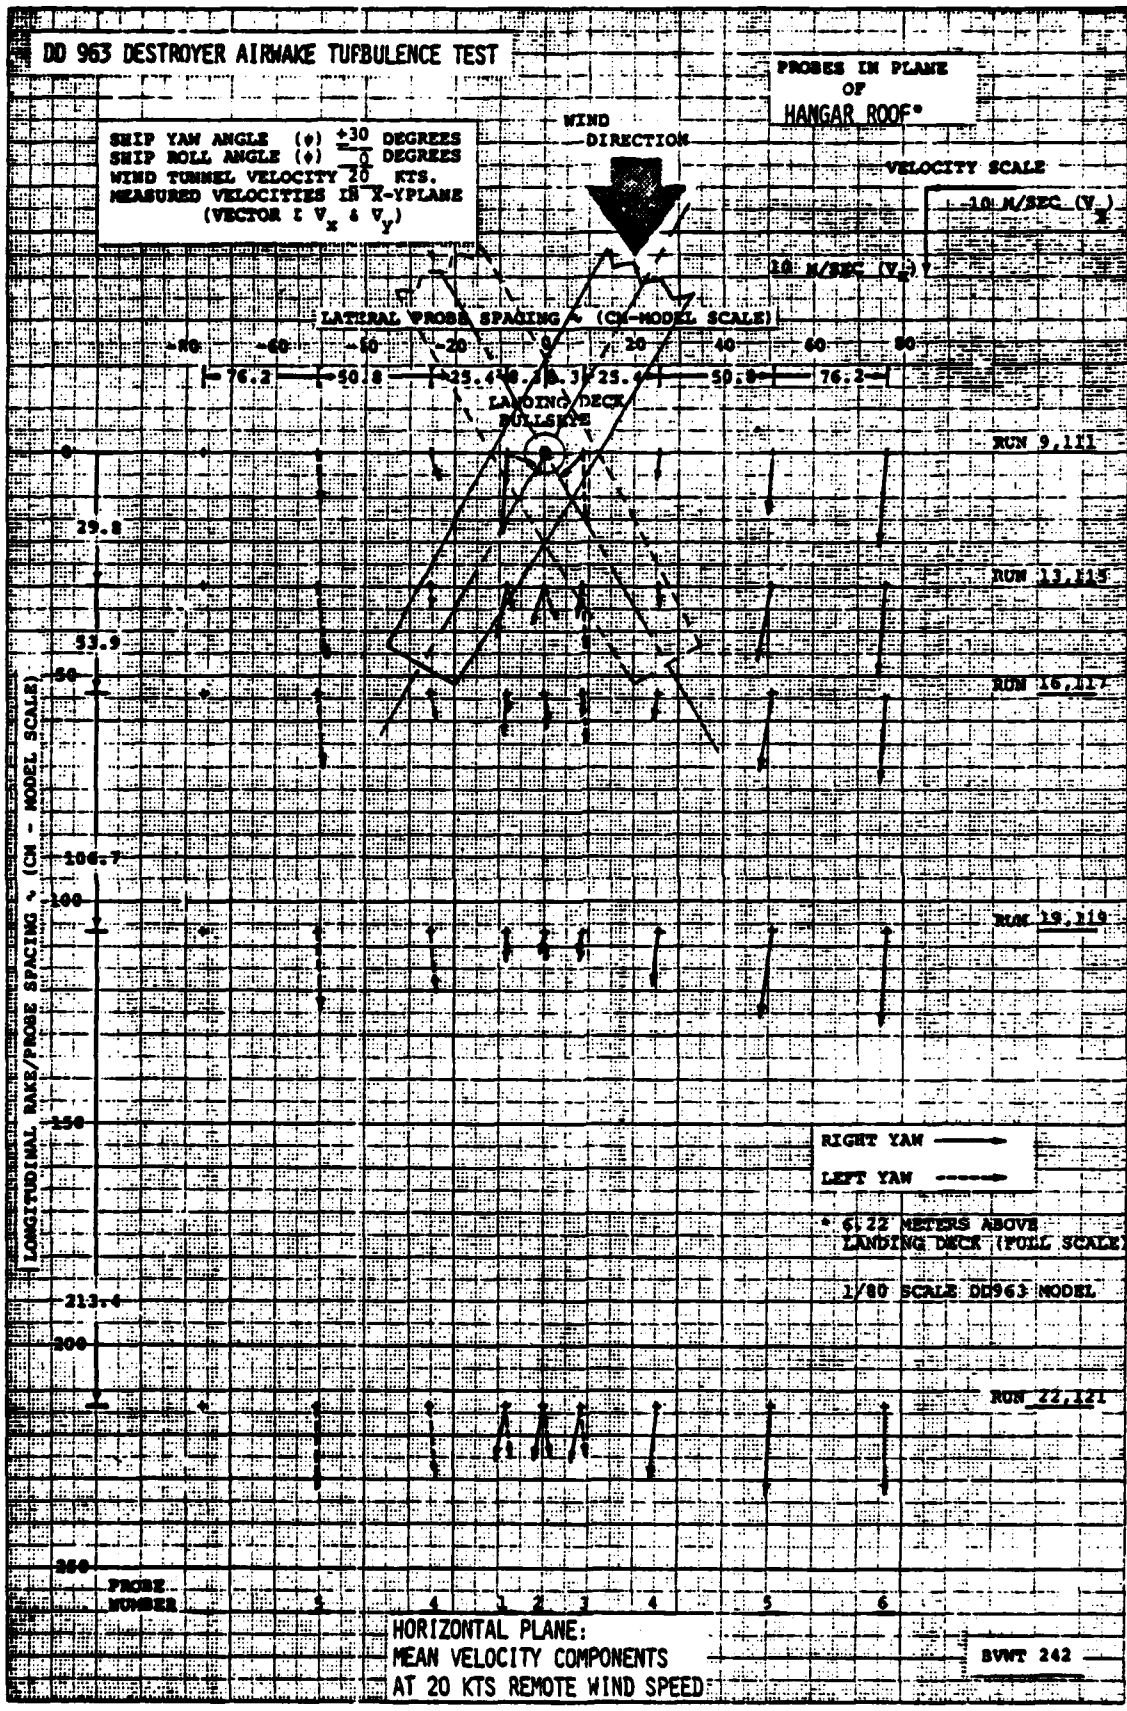 DD 963 DESTROYER AIRWAKE TURBULENCE TEST
PROBES IN PLANE
OF
HANGAR ROOF*
SHIP YAW ANGLE (ψ) ±30 DEGREES
SHIP ROLL ANGLE (φ) 0 DEGREES
WIND TUNNEL VELOCITY 20 KTS.
MEASURED VELOCITIES IN X-YPLANE
(VECTOR Σ Vx & Vy)
WIND
DIRECTION
VELOCITY SCALE
10 M/SEC
10 M/SEC
LATERAL PROBE SPACING ~ (CM-MODEL SCALE)
-80 -60 -40 -20 0 20 40 60 80
76.2 50.8 25.4 8.3 8.3 25.4 50.8 76.2
LANDING DECK
BULLSEYE
0
RUN 9,111
29.8
RUN 13,115
53.9
50
RUN 16,117
LONGITUDINAL RAKE/PROBE SPACING ~ (CM - MODEL SCALE)
106.7
100
RUN 19,119
150
RIGHT YAW
LEFT YAW
* 6.22 METERS ABOVE
LANDING DECK (FULL SCALE)
1/80 SCALE DD963 MODEL
213.4
200
RUN 22,121
250
PROBE
NUMBER
5 4 1 2 3 4 5 6
HORIZONTAL PLANE:
MEAN VELOCITY COMPONENTS
AT 20 KTS REMOTE WIND SPEED
BVWT 242